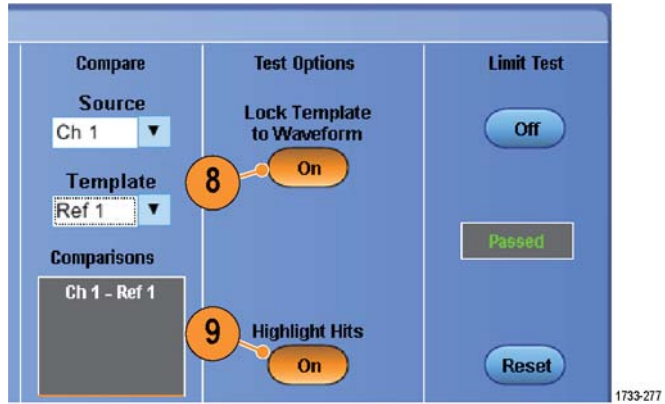 Compare
Source
Ch 1
Template
Ref 1
Comparisons
Ch 1 - Ref 1
Test Options
Lock Template
to Waveform
8
On
9
Highlight Hits
On
Limit Test
Off
Passed
Reset
1733-277